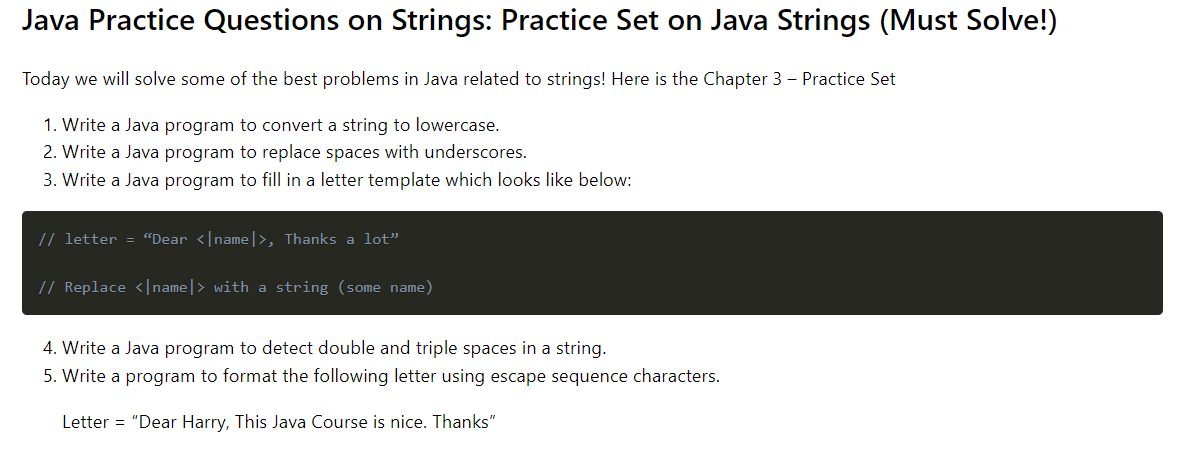 Java Practice Questions on Strings: Practice Set on Java Strings (Must Solve!)
Today we will solve some of the best problems in Java related to strings! Here is the Chapter 3 – Practice Set
1. Write a Java program to convert a string to lowercase.
2. Write a Java program to replace spaces with underscores.
3. Write a Java program to fill in a letter template which looks like below:
// letter = “Dear <|name|>, Thanks a lot”
// Replace <|name|> with a string (some name)
4. Write a Java program to detect double and triple spaces in a string.
5. Write a program to format the following letter using escape sequence characters.
Letter = “Dear Harry, This Java Course is nice. Thanks”